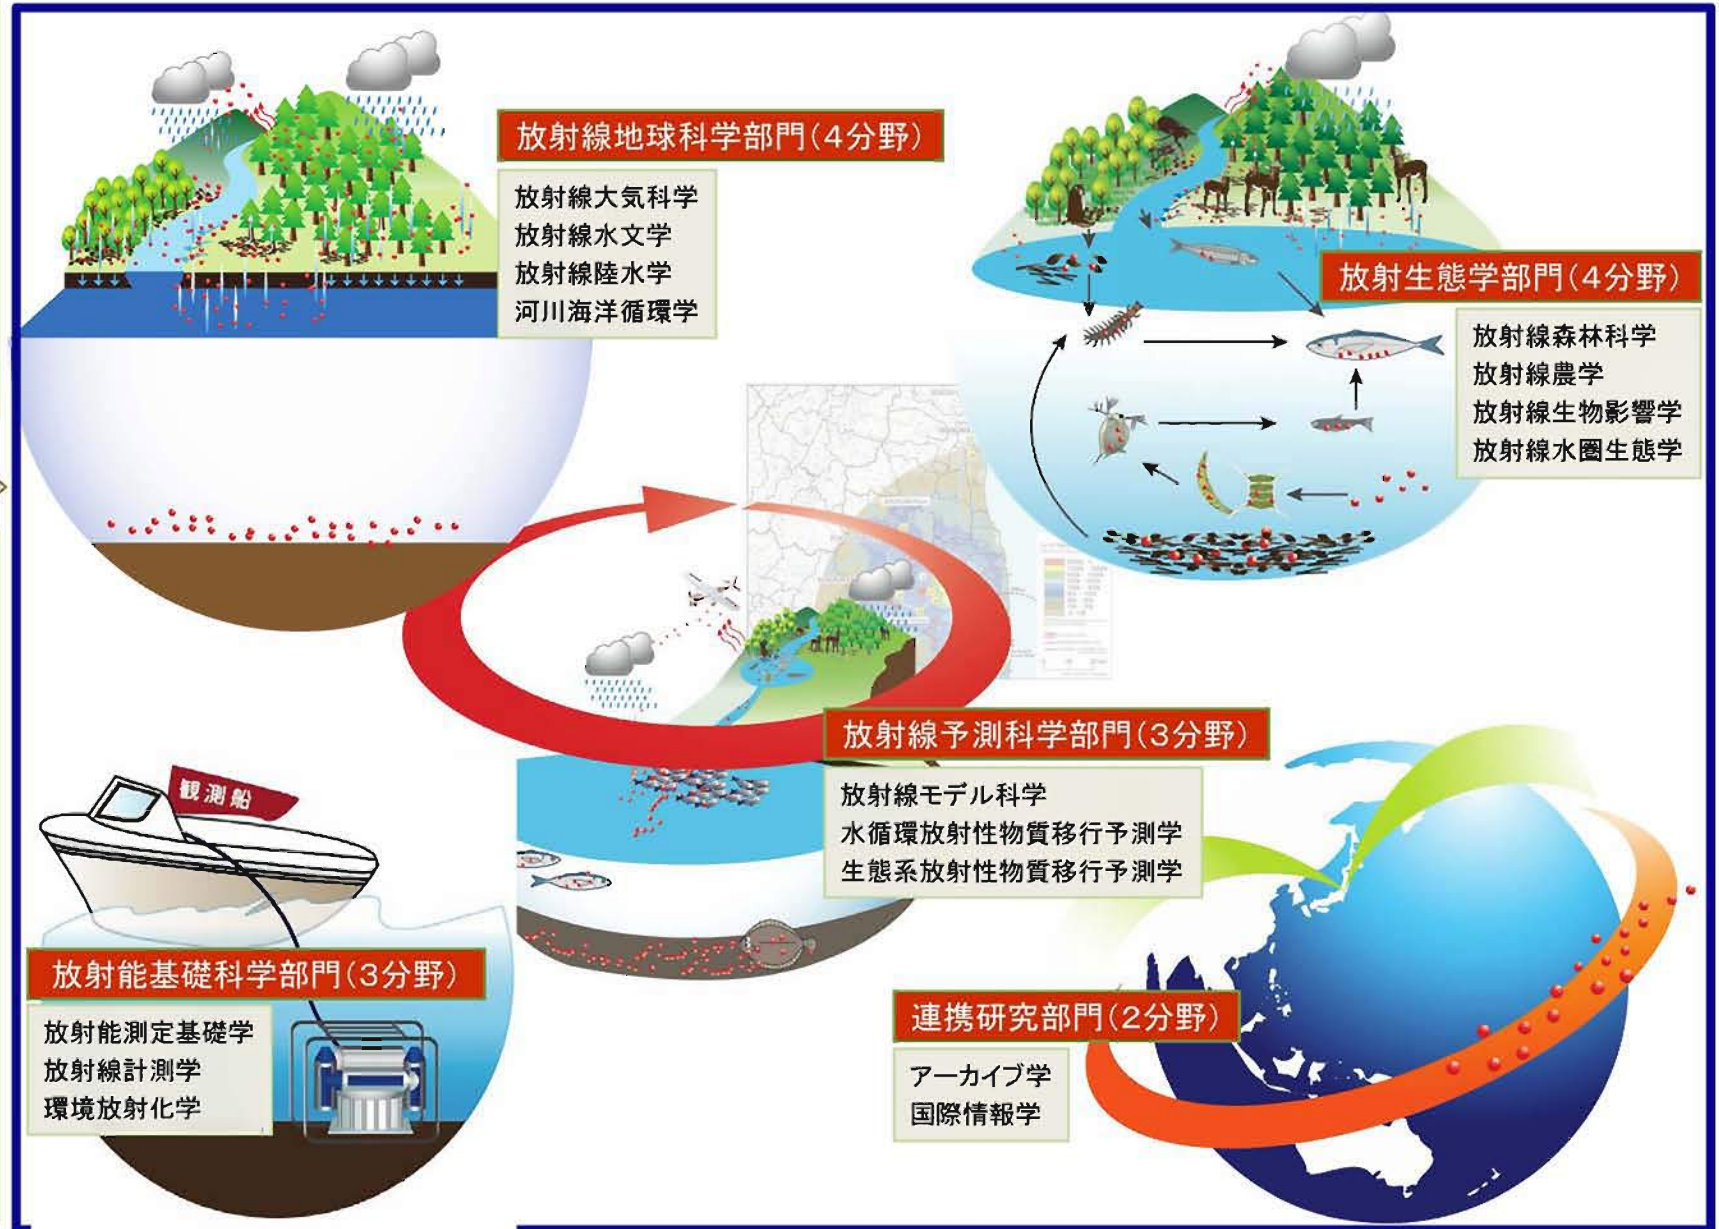 放射線地球科学部門(4分野)
放射線大気科学
放射線水文学
放射線陸水学
河川海洋循環学
放射生態学部門(4分野)
放射線森林科学
放射線農学
放射線生物影響学
放射線水圏生態学
放射線予測科学部門(3分野)
放射線モデル科学
水循環放射性物質移行予測学
生態系放射性物質移行予測学
観測船
放射能基礎科学部門(3分野)
放射能測定基礎学
放射線計測学
環境放射化学
連携研究部門(2分野)
アーカイブ学
国際情報学